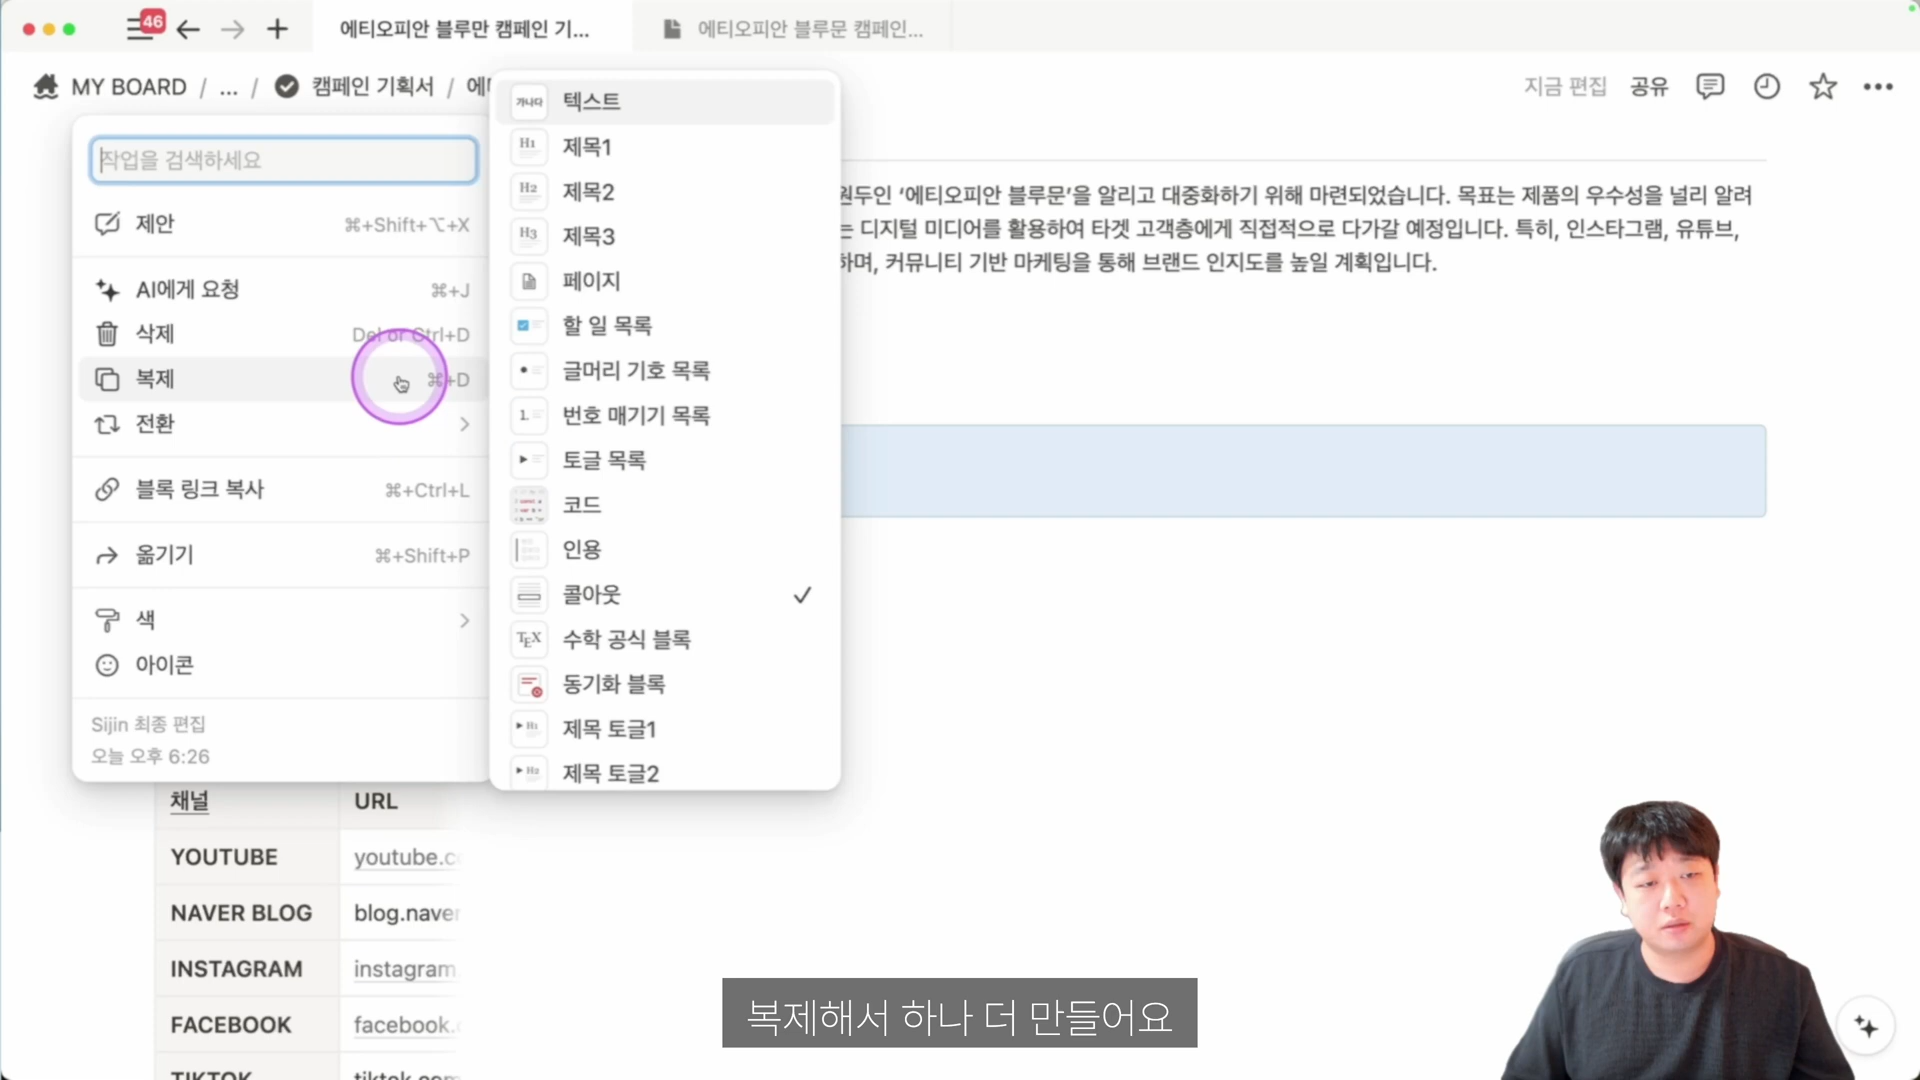 46
에티오피안 블루만 캠페인 기...
에티오피안 블루문 캠페인...
MY BOARD / ... / 캠페인 기획서 /
지금 편집 공유
작업을 검색하세요
제안 ⌘+Shift+⌥+X
AI에게 요청 ⌘+J
삭제 Del or Ctrl+D
복제 ⌘+D
전환
블록 링크 복사 ⌘+Ctrl+L
옮기기 ⌘+Shift+P
색
아이콘
Sijin 최종 편집
오늘 오후 6:26
가나다 텍스트
H1 제목1
H2 제목2
H3 제목3
페이지
할 일 목록
글머리 기호 목록
1. 번호 매기기 목록
토글 목록
코드
인용
콜아웃
TEX 수학 공식 블록
동기화 블록
H1 제목 토글1
H2 제목 토글2
원두인 ‘에티오피안 블루문’을 알리고 대중화하기 위해 마련되었습니다. 목표는 제품의 우수성을 널리 알려
는 디지털 미디어를 활용하여 타겟 고객층에게 직접적으로 다가갈 예정입니다. 특히, 인스타그램, 유튜브,
하며, 커뮤니티 기반 마케팅을 통해 브랜드 인지도를 높일 계획입니다.
채널 URL
YOUTUBE youtube.c
NAVER BLOG blog.naver
INSTAGRAM instagram
FACEBOOK facebook.
TIKTOK tiktok.com
복제해서 하나 더 만들어요